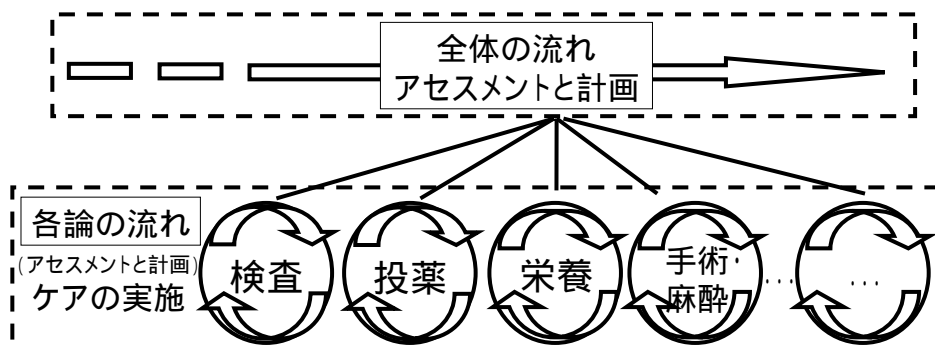 全体の流れ
アセスメントと計画
各論の流れ
(アセスメントと計画)
ケアの実施
検査
投薬
栄養
手術・
麻酔
・・・
・・・